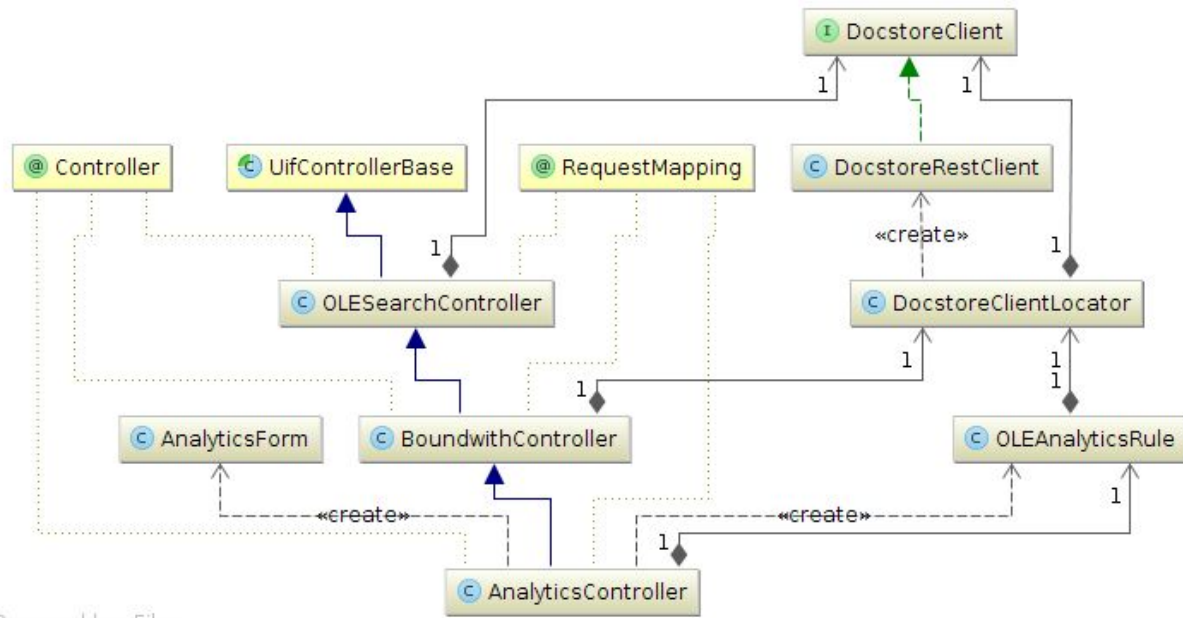 I DocstoreClient
1
1
@ Controller
C UifControllerBase
@ RequestMapping
C DocstoreRestClient
«create»
1
1
C OLESearchController
C DocstoreClientLocator
1
1
1
1
C AnalyticsForm
C BoundwithController
C OLEAnalyticsRule
1
«create»
«create»
1
C AnalyticsController